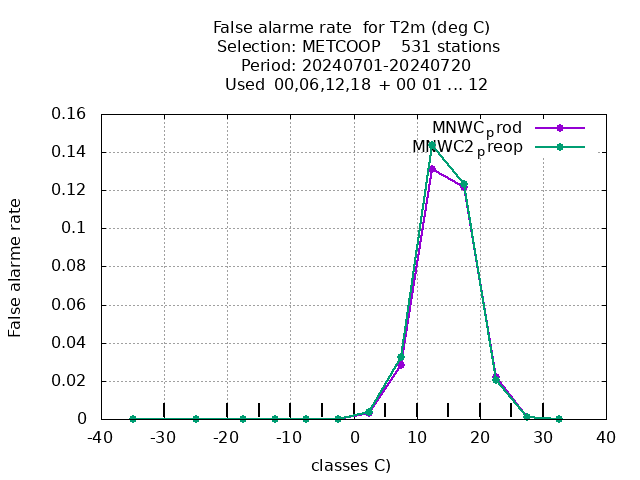 False alarme rate  for T2m (deg C)
Selection: METCOOP    531 stations
Period: 20240701-20240720
Used  00,06,12,18  + 00 01 ... 12
MNWC_prod
MNWC2_preop
0.16
0.14
0.12
0.1
0.08
0.06
0.04
0.02
0
False alarme rate
-40 -30 -20 -10 0 10 20 30 40
classes C)